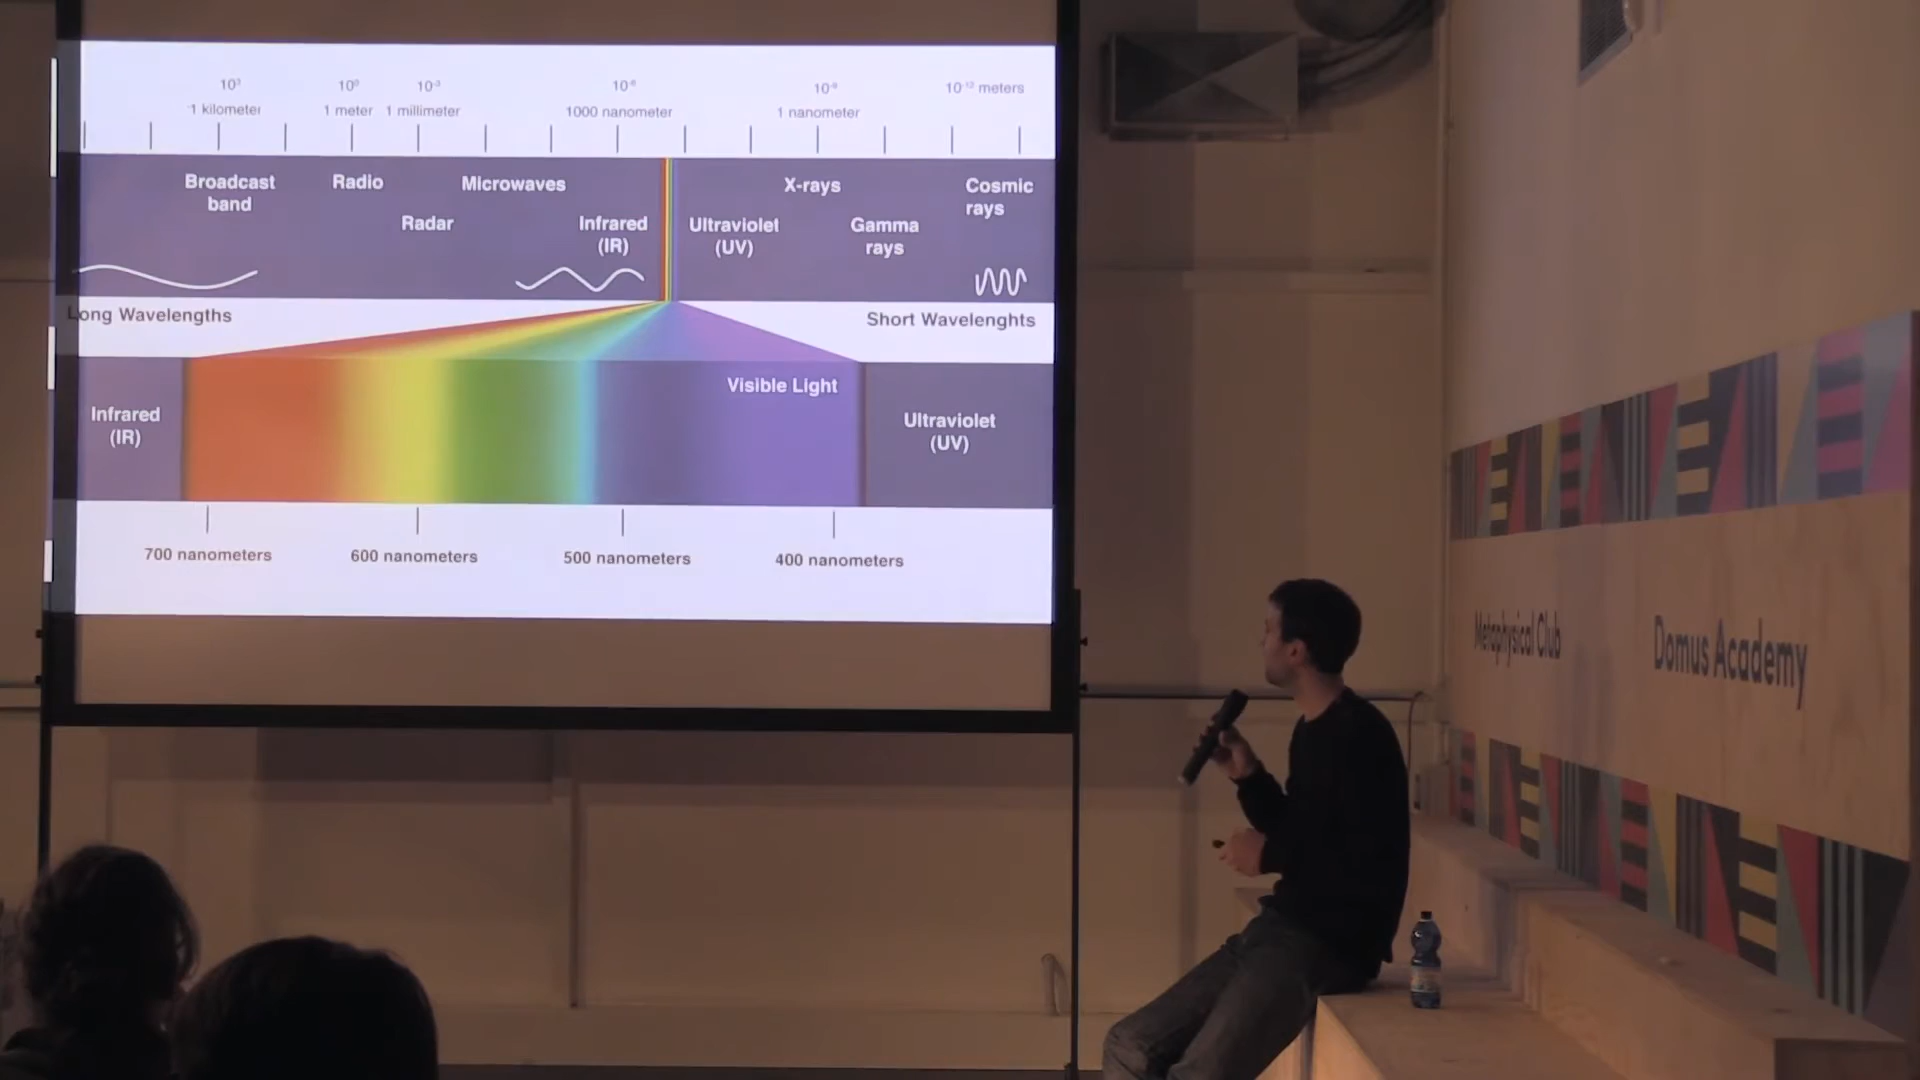 10³ 10⁰ 10⁻³ 10⁻⁶ 10⁻⁹ 10⁻¹² meters
1 kilometer 1 meter 1 millimeter 1000 nanometer 1 nanometer
Broadcast
band
Radio
Radar
Microwaves
Infrared
(IR)
Ultraviolet
(UV)
X-rays
Gamma
rays
Cosmic
rays
Long Wavelengths
Short Wavelenghts
Visible Light
Infrared
(IR)
Ultraviolet
(UV)
700 nanometers 600 nanometers 500 nanometers 400 nanometers
Metaphysical Club
Domus Academy